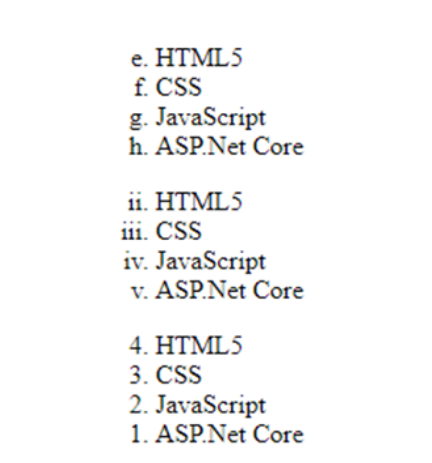 e. HTML5
f. CSS
g. JavaScript
h. ASP.Net Core
ii. HTML5
iii. CSS
iv. JavaScript
v. ASP.Net Core
4. HTML5
3. CSS
2. JavaScript
1. ASP.Net Core